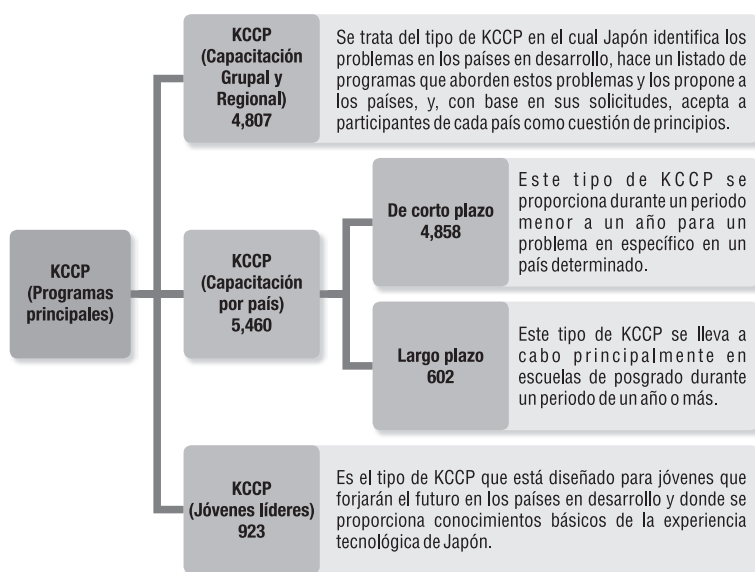 KCCP
(Capacitación
Grupal y
Regional)
4,807
Se trata del tipo de KCCP en el cual Japón identifica los
problemas en los países en desarrollo, hace un listado de
programas que aborden estos problemas y los propone a
los países, y, con base en sus solicitudes, acepta a
participantes de cada país como cuestión de principios.
KCCP
(Programas
principales)
KCCP
(Capacitación
por país)
5,460
De corto plazo
4,858
Este tipo de KCCP se
proporciona durante un periodo
menor a un año para un
problema en específico en un
país determinado.
Largo plazo
602
Este tipo de KCCP se lleva a
cabo principalmente en
escuelas de posgrado durante
un periodo de un año o más.
KCCP
(Jóvenes líderes)
923
Es el tipo de KCCP que está diseñado para jóvenes que
forjarán el futuro en los países en desarrollo y donde se
proporciona conocimientos básicos de la experiencia
tecnológica de Japón.